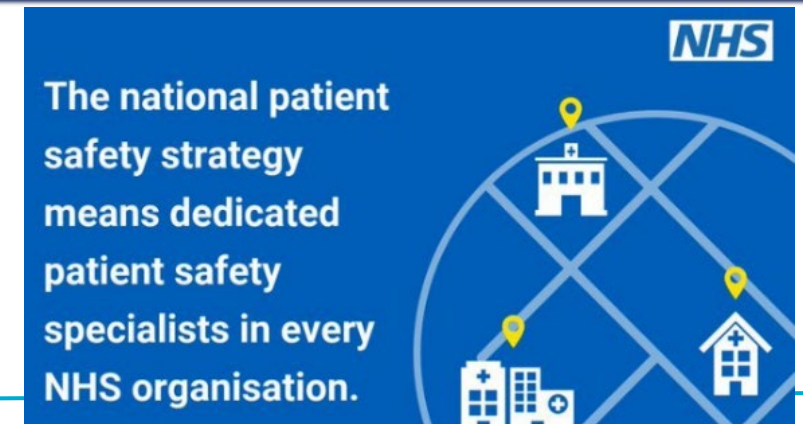 NHS
The national patient
safety strategy
means dedicated
patient safety
specialists in every
NHS organisation.